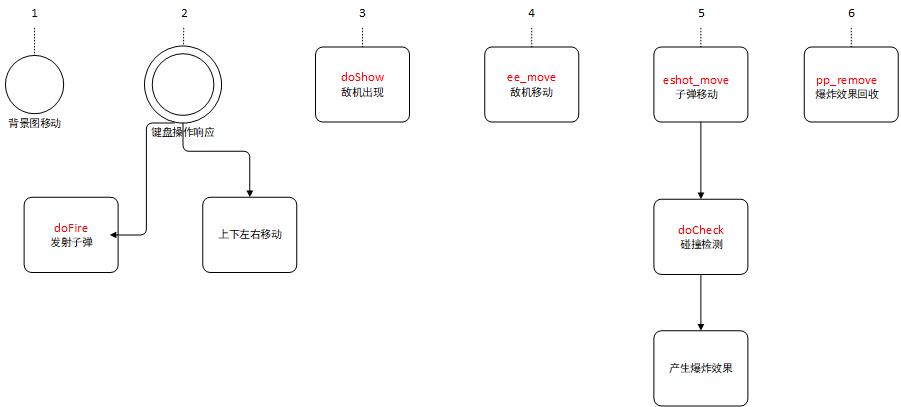 1
2
3
4
5
6
背景图移动
键盘操作响应
doShow
敌机出现
ee_move
敌机移动
eshot_move
子弹移动
pp_remove
爆炸效果回收
doFire
发射子弹
上下左右移动
doCheck
碰撞检测
产生爆炸效果